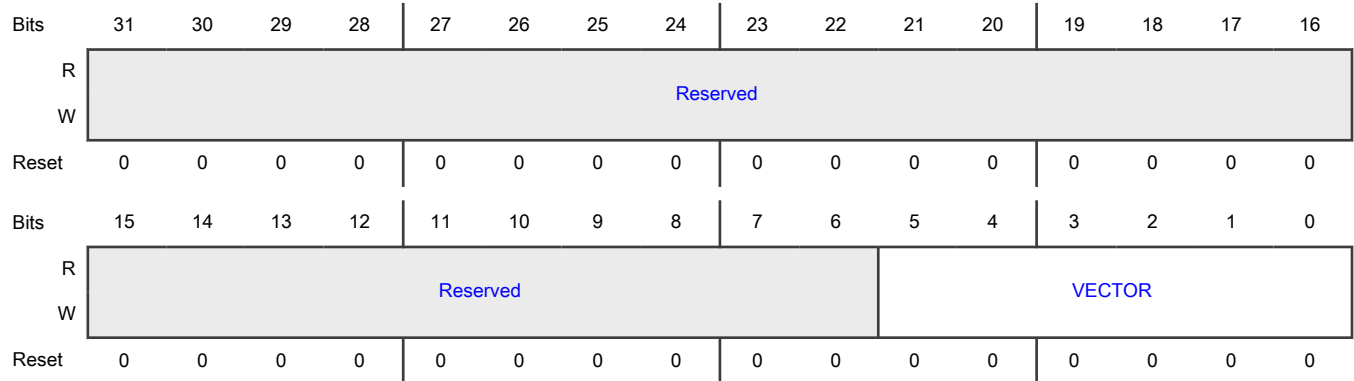 Bits 31 30 29 28 27 26 25 24 23 22 21 20 19 18 17 16
R
Reserved
W
Reset 0 0 0 0 0 0 0 0 0 0 0 0 0 0 0 0
Bits 15 14 13 12 11 10 9 8 7 6 5 4 3 2 1 0
R
Reserved VECTOR
W
Reset 0 0 0 0 0 0 0 0 0 0 0 0 0 0 0 0